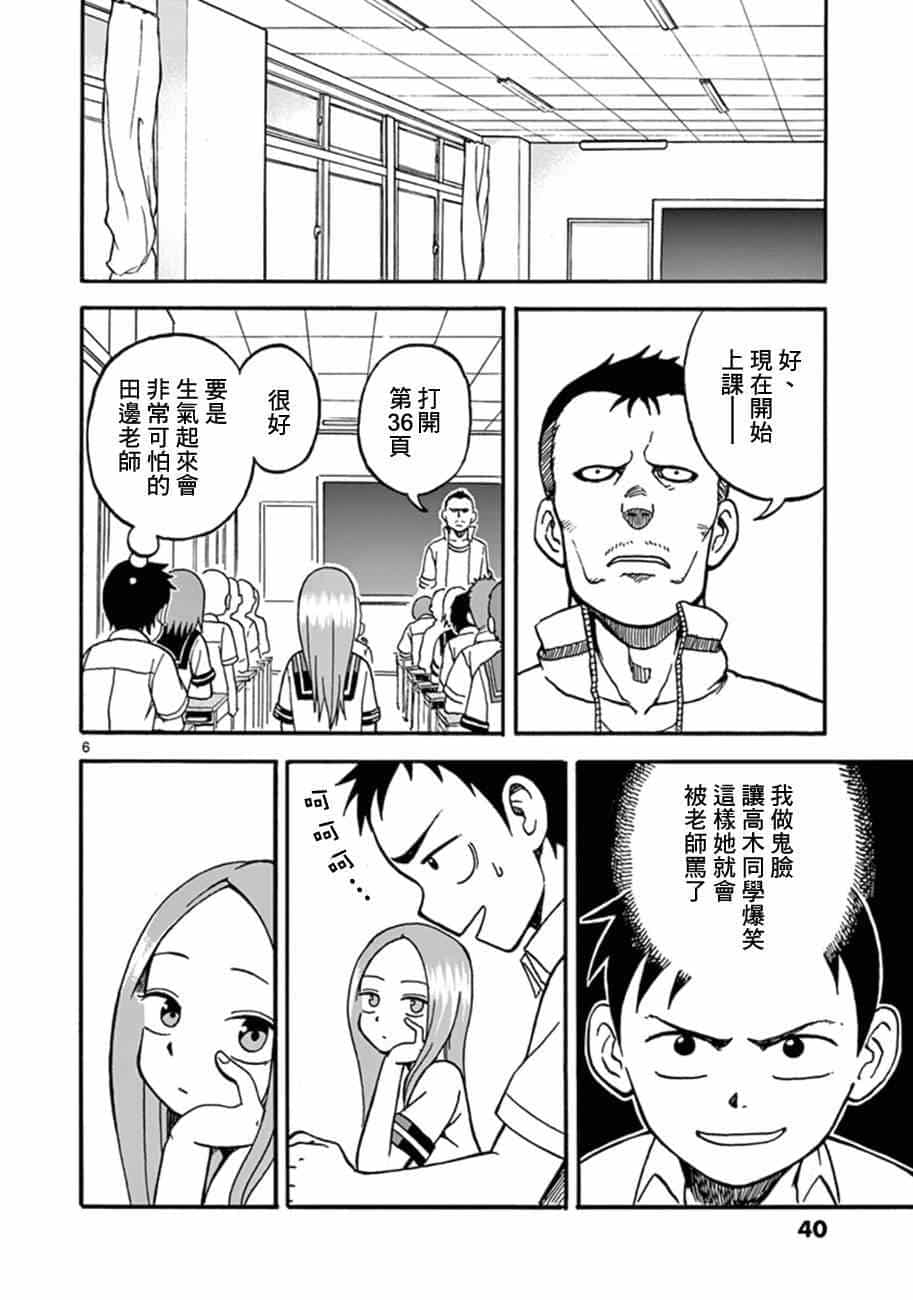 好、
現在開始
上課——
打開
第36頁
很好
要是
生氣起來會
非常可怕的
田邊老師
6
我做鬼臉
讓高木同學爆笑
這樣她就會
被老師罵了
呵呵呵…
40